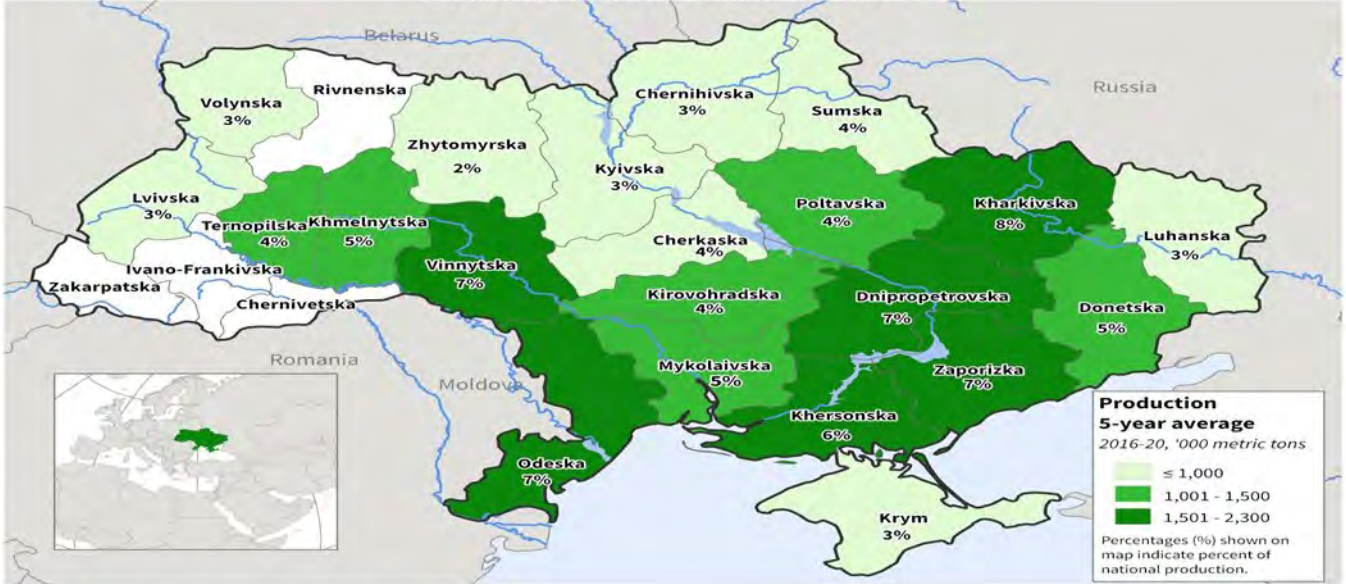 Belarus
Russia
Rivnenska
Volynska
3%
Chernihivska
3%
Sumska
4%
Zhytomyrska
2%
Kyivska
3%
Lvivska
3%
Ternopilska
4%
Khmelnytska
5%
Poltavska
4%
Kharkivska
8%
Luhanska
3%
Cherkaska
4%
Vinnytska
7%
Ivano-Frankivska
Zakarpatska
Chernivetska
Kirovohradska
4%
Dnipropetrovska
7%
Donetska
5%
Romania
Moldova
Mykolaivska
5%
Zaporizka
7%
Khersonska
6%
Odeska
7%
Krym
3%
Production
5-year average
2016-20, '000 metric tons
≤ 1,000
1,001 - 1,500
1,501 - 2,300
Percentages (%) shown on
map indicate percent of
national production.